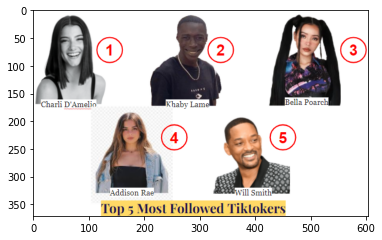 0
50
100
150
200
250
300
350
1
2
3
Charli D'Amelio
Khaby Lame
Bella Poarch
4
5
Addison Rae
Will Smith
Top 5 Most Followed Tiktokers
0 100 200 300 400 500 600